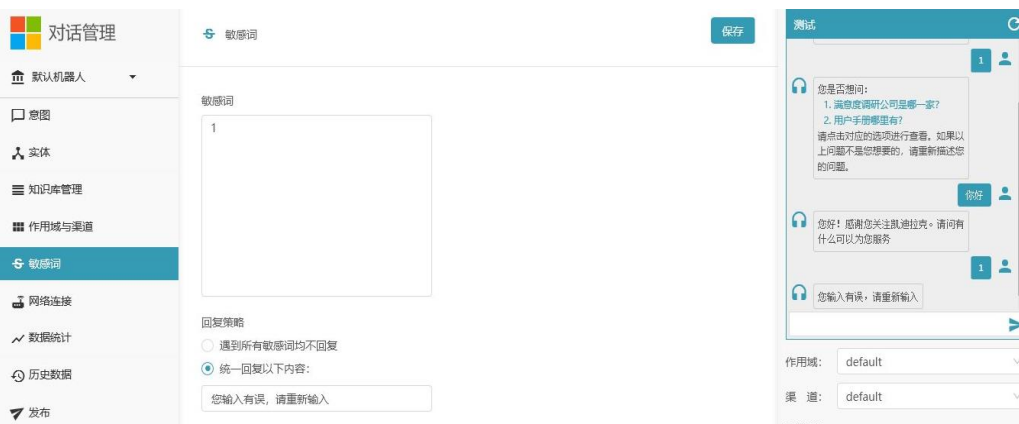 对话管理
默认机器人
意图
实体
知识库管理
作用域与渠道
敏感词
网络连接
数据统计
历史数据
发布
敏感词
保存
敏感词
1
回复策略
遇到所有敏感词均不回复
统一回复以下内容：
您输入有误，请重新输入
测试
1
您是否想问：
1. 满意度调研公司是哪一家?
2. 用户手册哪里有?
请点击对应的选项进行查看。如果以
上问题不是您想要的，请重新描述您
的问题。
你好
您好！感谢您关注凯迪拉克。请问有
什么可以为您服务
1
您输入有误，请重新输入
作用域： default
渠 道： default